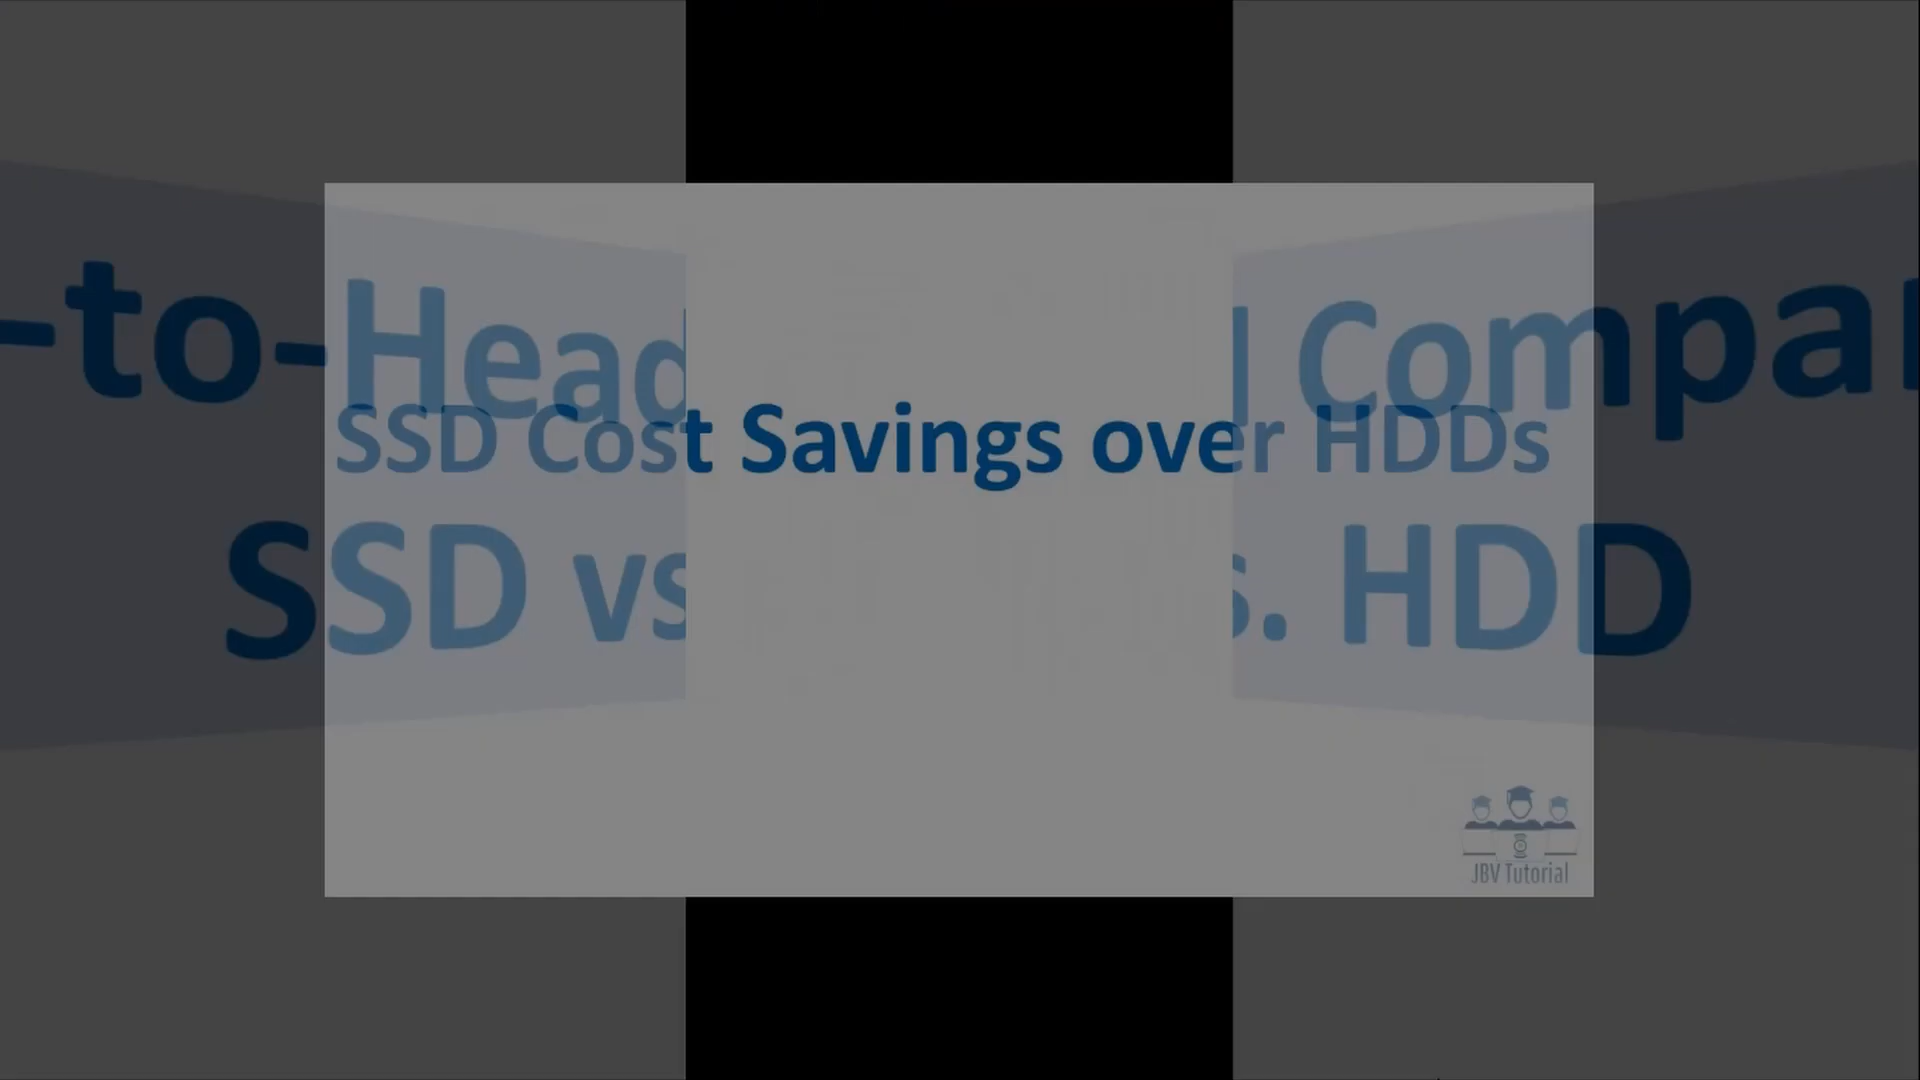 -to-Head
Compar
SSD Cost Savings over HDDs
SSD vs
s. HDD
JBV Tutorial